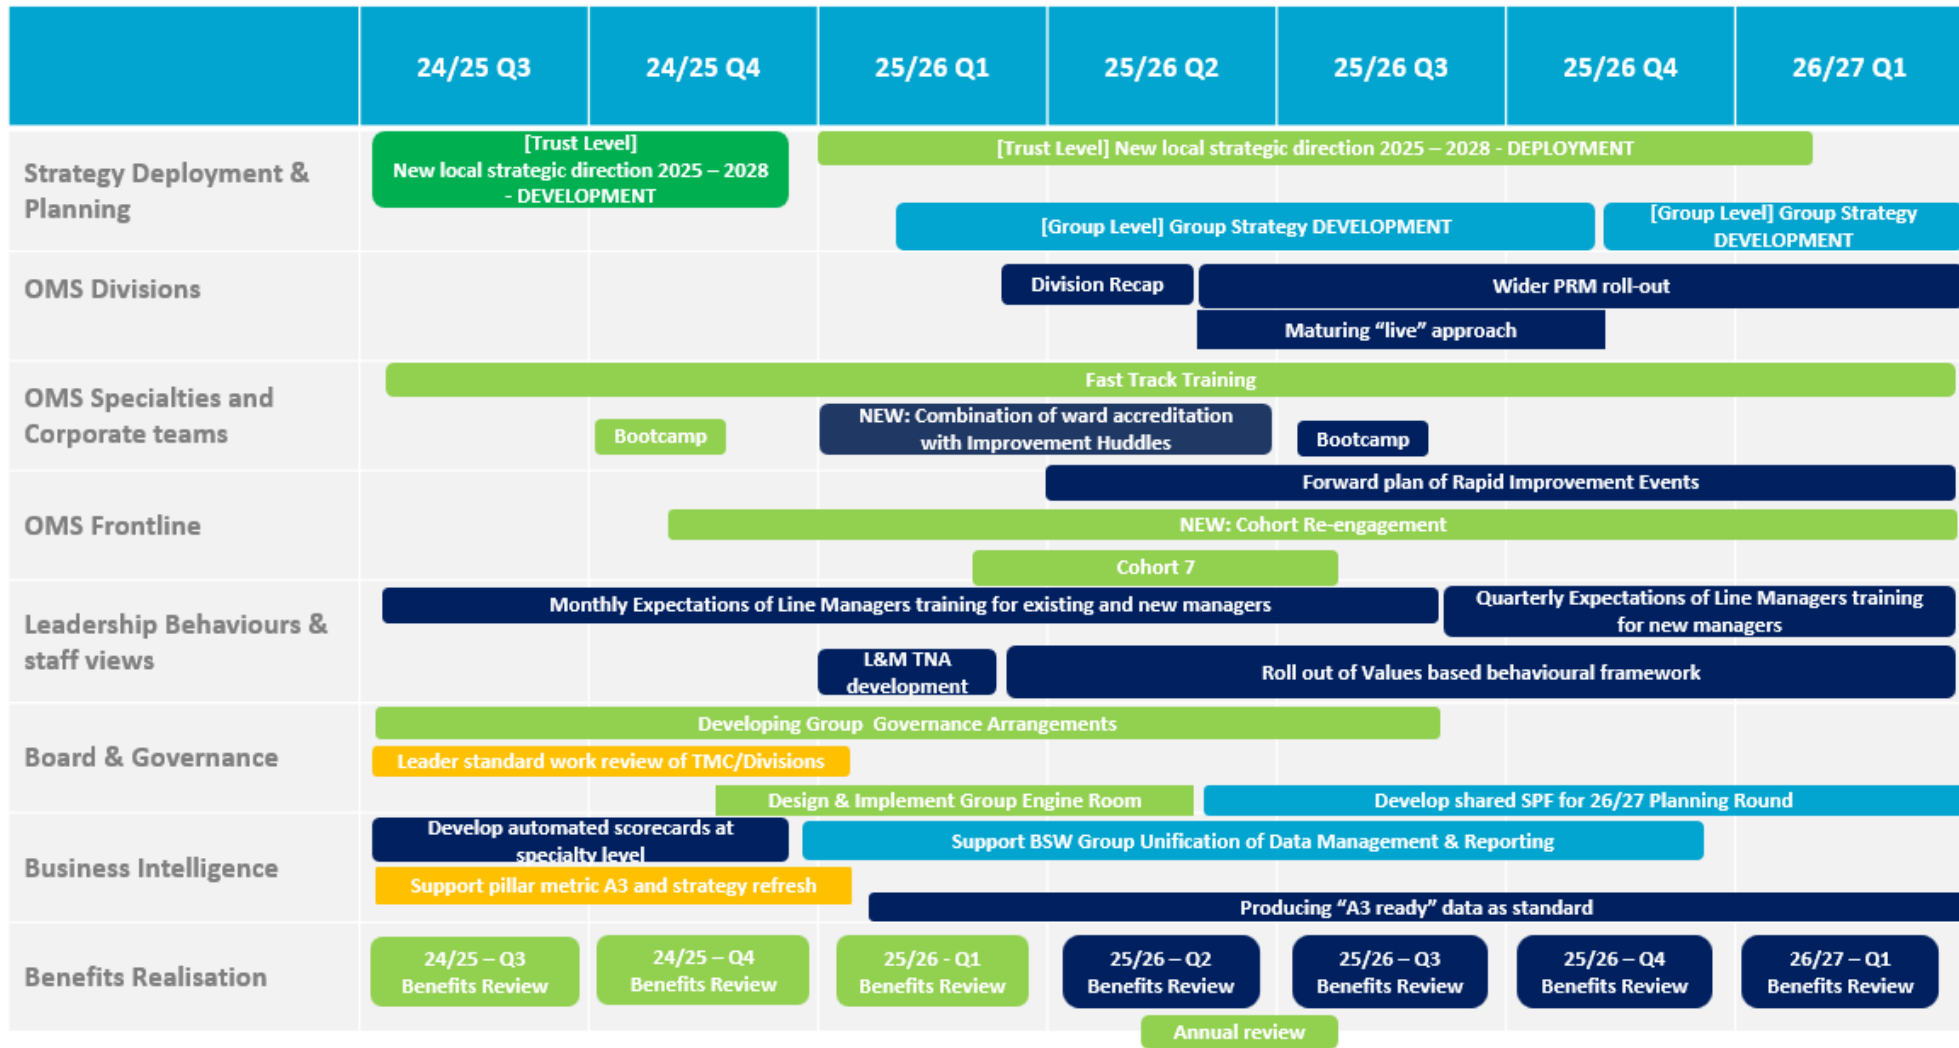 24/25 Q3
24/25 Q4
25/26 Q1
25/26 Q2
25/26 Q3
25/26 Q4
26/27 Q1
Strategy Deployment &
Planning
[Trust Level]
New local strategic direction 2025 – 2028
- DEVELOPMENT
[Trust Level] New local strategic direction 2025 – 2028 - DEPLOYMENT
[Group Level] Group Strategy DEVELOPMENT
[Group Level] Group Strategy
DEVELOPMENT
OMS Divisions
Division Recap
Wider PRM roll-out
Maturing “live” approach
OMS Specialties and
Corporate teams
Fast Track Training
Bootcamp
NEW: Combination of ward accreditation
with Improvement Huddles
Bootcamp
OMS Frontline
Forward plan of Rapid Improvement Events
NEW: Cohort Re-engagement
Cohort 7
Leadership Behaviours &
staff views
Monthly Expectations of Line Managers training for existing and new managers
Quarterly Expectations of Line Managers training
for new managers
L&M TNA
development
Roll out of Values based behavioural framework
Board & Governance
Developing Group  Governance Arrangements
Leader standard work review of TMC/Divisions
Design & Implement Group Engine Room
Develop shared SPF for 26/27 Planning Round
Business Intelligence
Develop automated scorecards at
specialty level
Support BSW Group Unification of Data Management & Reporting
Support pillar metric A3 and strategy refresh
Producing “A3 ready” data as standard
Benefits Realisation
24/25 – Q3
Benefits Review
24/25 – Q4
Benefits Review
25/26 - Q1
Benefits Review
25/26 – Q2
Benefits Review
25/26 – Q3
Benefits Review
25/26 – Q4
Benefits Review
26/27 – Q1
Benefits Review
Annual review